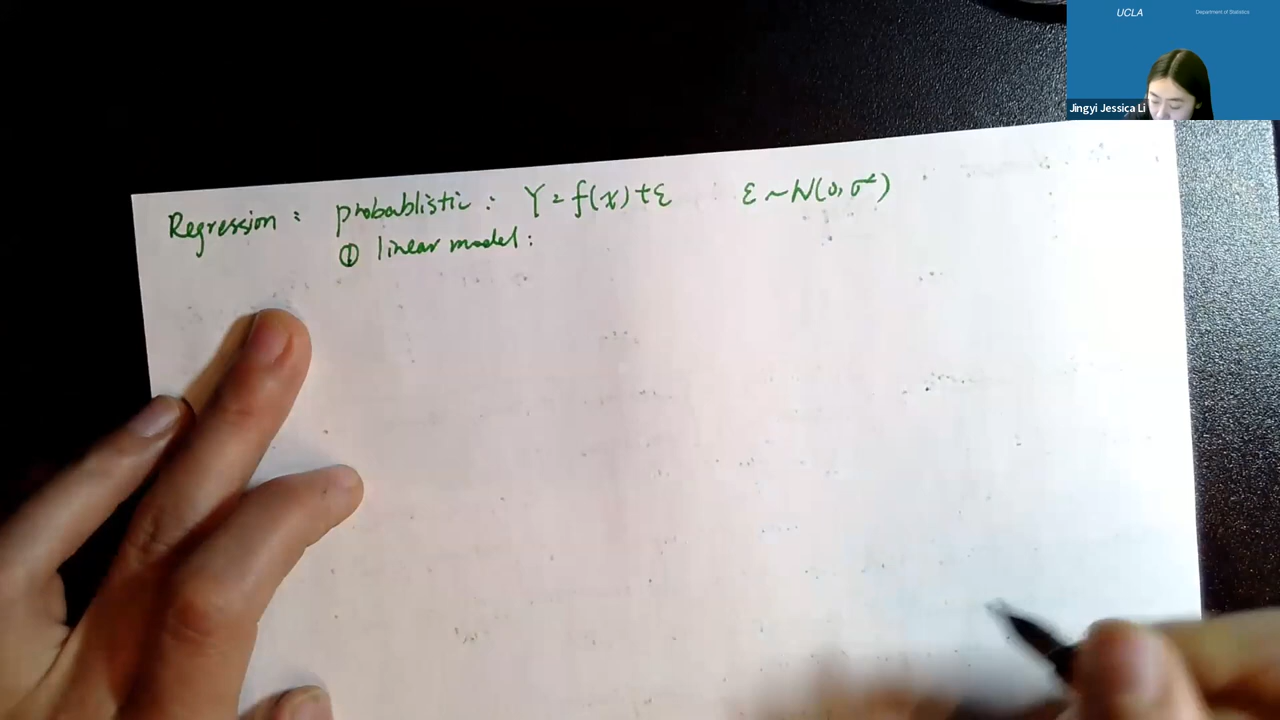 UCLA
Department of Statistics
Jingyi Jessica Li
Regression : probablistic : Y = f(x) + ε ε ~ N(0, σ²)
① linear model :